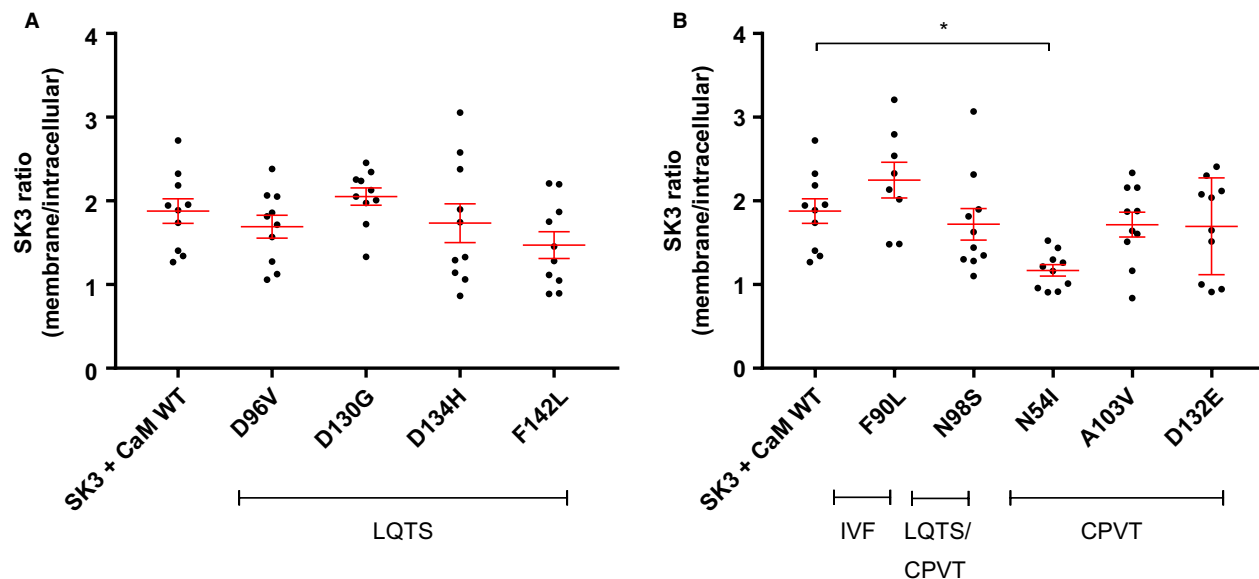 A
SK3 ratio
(membrane/intracellular)
4
3
2
1
0
SK3 + CaM WT
D96V
D130G
D134H
F142L
LQTS
B
*
SK3 ratio
(membrane/intracellular)
4
3
2
1
0
SK3 + CaM WT
F90L
N98S
N54I
A103V
D132E
IVF
LQTS/
CPVT
CPVT